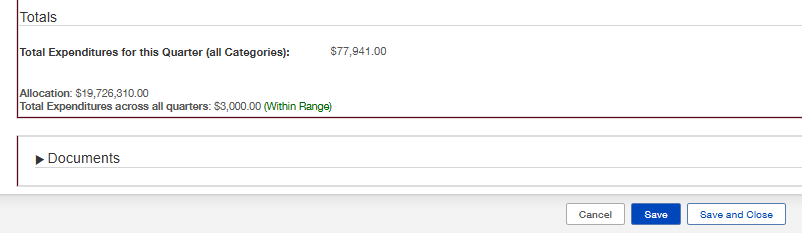 Totals
Total Expenditures for this Quarter (all Categories): $77,941.00
Allocation: $19,726,310.00
Total Expenditures across all quarters: $3,000.00 (Within Range)
Documents
Cancel Save Save and Close